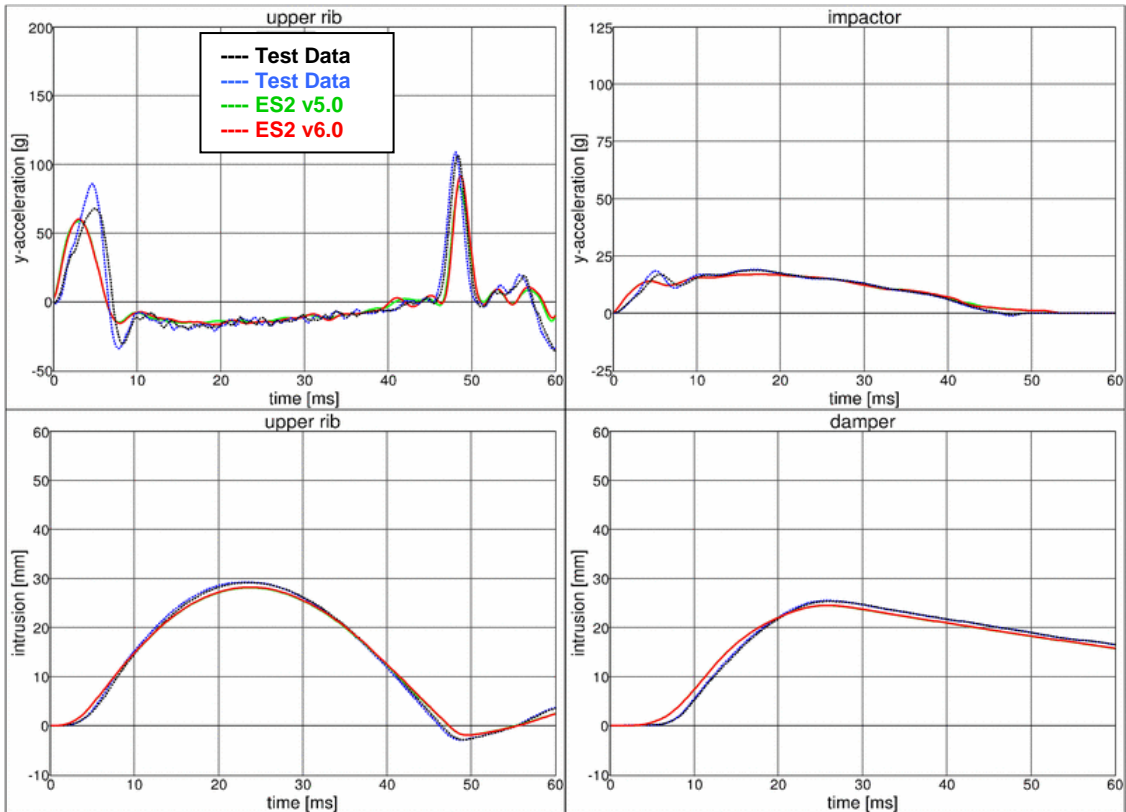 upper rib
200
150
100
50
0
-50
y-acceleration [g]
---- Test Data
---- Test Data
---- ES2 v5.0
---- ES2 v6.0
0 10 20 30 40 50 60
time [ms]
impactor
125
100
75
50
25
0
-25
y-acceleration [g]
0 10 20 30 40 50 60
time [ms]
upper rib
60
50
40
30
20
10
0
-10
intrusion [mm]
0 10 20 30 40 50 60
time [ms]
damper
60
50
40
30
20
10
0
-10
intrusion [mm]
0 10 20 30 40 50 60
time [ms]